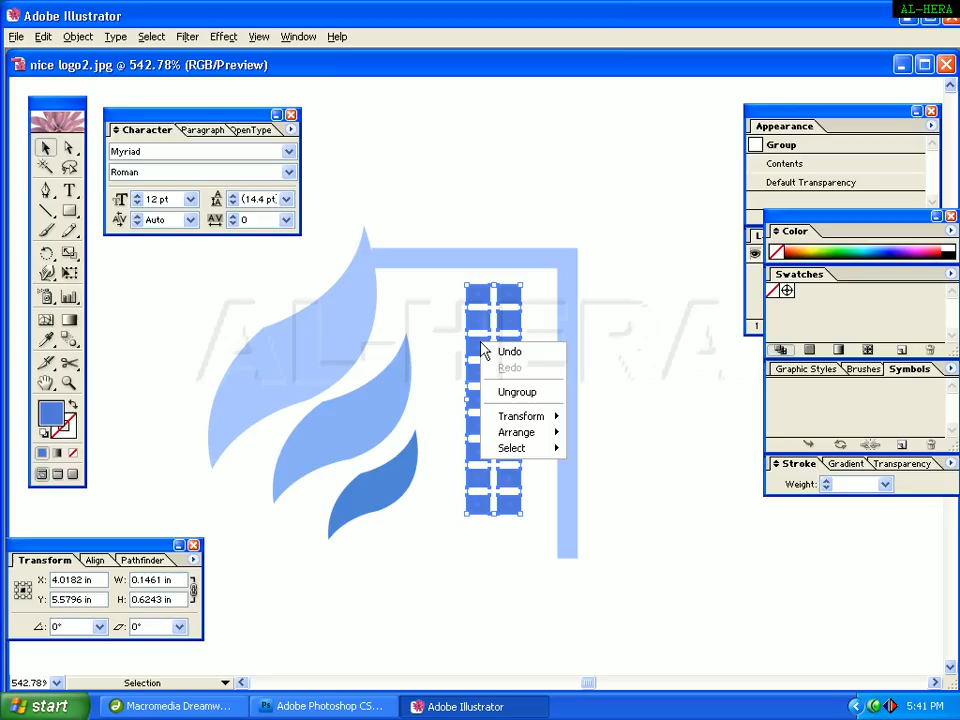 AL-HERA
Adobe Illustrator
File Edit Object Type Select Filter Effect View Window Help
nice logo2.jpg @ 542.78% (RGB/Preview)
Character Paragraph OpenType
Myriad
Roman
12 pt (14.4 pt)
Auto 0
Appearance
Group
Contents
Default Transparency
L
Color
Swatches
1
Graphic Styles Brushes Symbols
Stroke Gradient Transparency
Weight:
AL-HERA
Undo
Redo
Ungroup
Transform
Arrange
Select
Transform Align Pathfinder
X: 4.0182 in W: 0.1461 in
Y: 5.5796 in H: 0.6243 in
0° 0°
542.789 Selection
start Macromedia Dreamw... Adobe Photoshop CS... Adobe Illustrator 5:41 PM